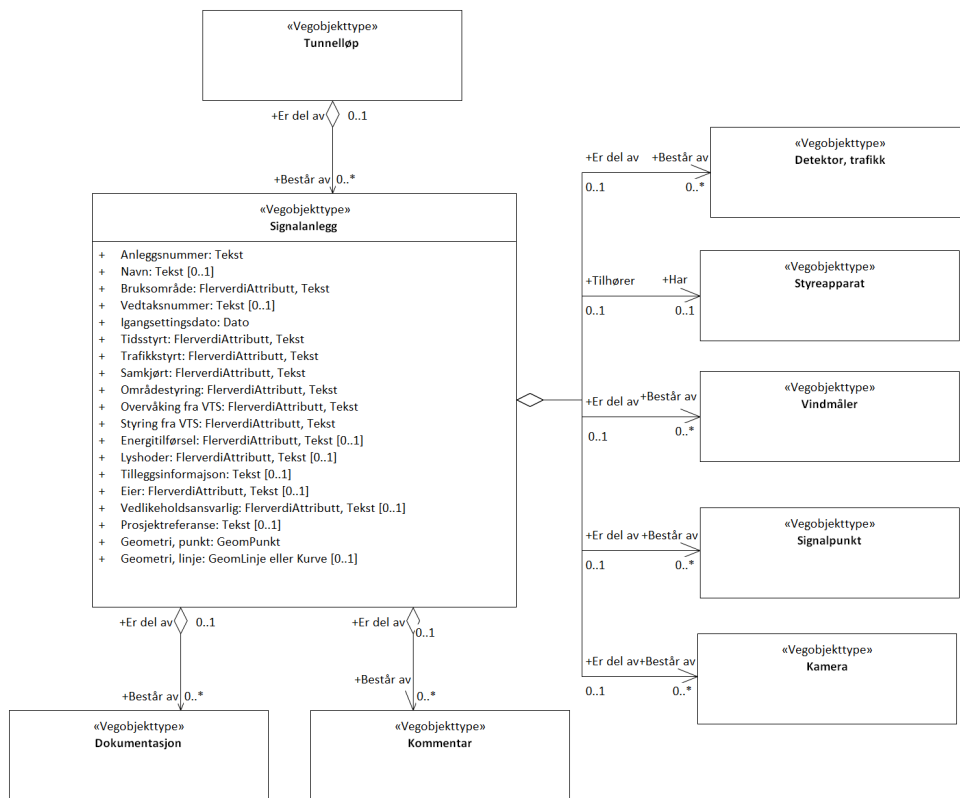 «Vegobjekttype»
Tunnelløp
+Er del av 0..1
+Består av 0..*
«Vegobjekttype»
Signalanlegg
+ Anleggsnummer: Tekst
+ Navn: Tekst [0..1]
+ Bruksområde: FlerverdiAttributt, Tekst
+ Vedtaksnummer: Tekst [0..1]
+ Igangsettingsdato: Dato
+ Tidsstyrt: FlerverdiAttributt, Tekst
+ Trafikkstyrt: FlerverdiAttributt, Tekst
+ Samkjørt: FlerverdiAttributt, Tekst
+ Områdestyring: FlerverdiAttributt, Tekst
+ Overvåking fra VTS: FlerverdiAttributt, Tekst
+ Styring fra VTS: FlerverdiAttributt, Tekst
+ Energitilførsel: FlerverdiAttributt, Tekst [0..1]
+ Lyshoder: FlerverdiAttributt, Tekst [0..1]
+ Tilleggsinformajson: Tekst [0..1]
+ Eier: FlerverdiAttributt, Tekst [0..1]
+ Vedlikeholdsansvarlig: FlerverdiAttributt, Tekst [0..1]
+ Prosjektreferanse: Tekst [0..1]
+ Geometri, punkt: GeomPunkt
+ Geometri, linje: GeomLinje eller Kurve [0..1]
+Er del av +Består av
0..1 0..*
«Vegobjekttype»
Detektor, trafikk
+Tilhører +Har
0..1 0..1
«Vegobjekttype»
Styreapparat
+Er del av +Består av
0..1 0..*
«Vegobjekttype»
Vindmåler
+Er del av +Består av
0..1 0..*
«Vegobjekttype»
Signalpunkt
+Er del av +Består av
0..1 0..*
«Vegobjekttype»
Kamera
+Er del av 0..1
+Består av 0..*
«Vegobjekttype»
Dokumentasjon
+Er del av 0..1
+Består av
0..*
«Vegobjekttype»
Kommentar